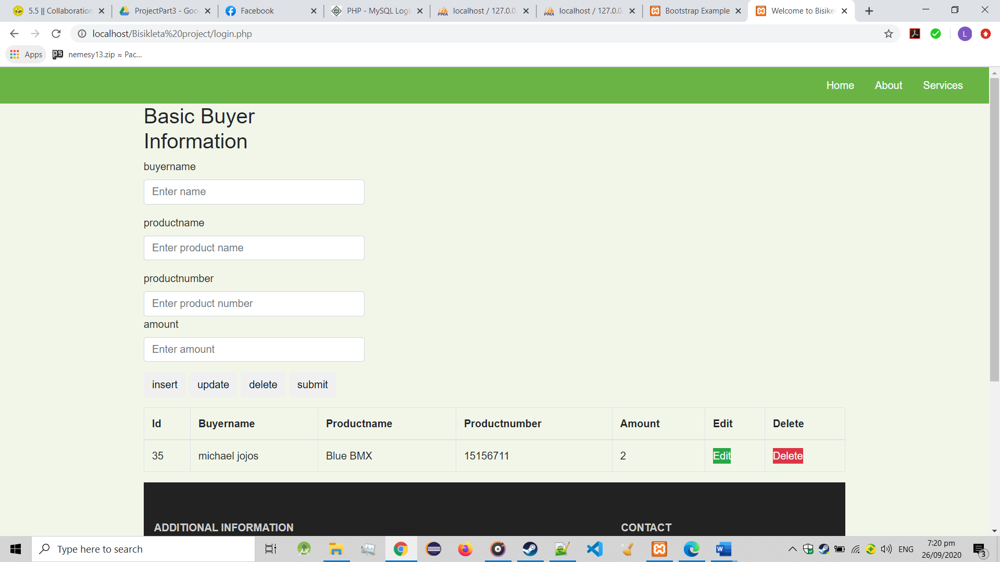 5.5 || Collaboration
ProjectPart3 - Goo
Facebook
PHP - MySQL Logi
localhost / 127.0.0.
localhost / 127.0.0.
Bootstrap Example
Welcome to Bisikel
localhost/Bisikleta%20project/login.php
L
Apps
nemesy13.zip ≈ Pac...
Home About Services
Basic Buyer
Information
buyername
Enter name
productname
Enter product name
productnumber
Enter product number
amount
Enter amount
insert update delete submit
Id Buyername Productname Productnumber Amount Edit Delete
35 michael jojos Blue BMX 15156711 2 Edit Delete
ADDITIONAL INFORMATION CONTACT
Type here to search
ENG
7:20 pm
26/09/2020
3